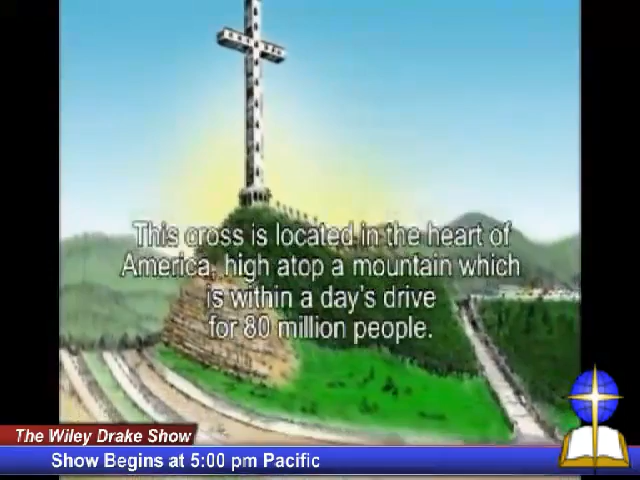 This cross is located in the heart of
America, high atop a mountain which
is within a day's drive
for 80 million people.
The Wiley Drake Show
Show Begins at 5:00 pm Pacific